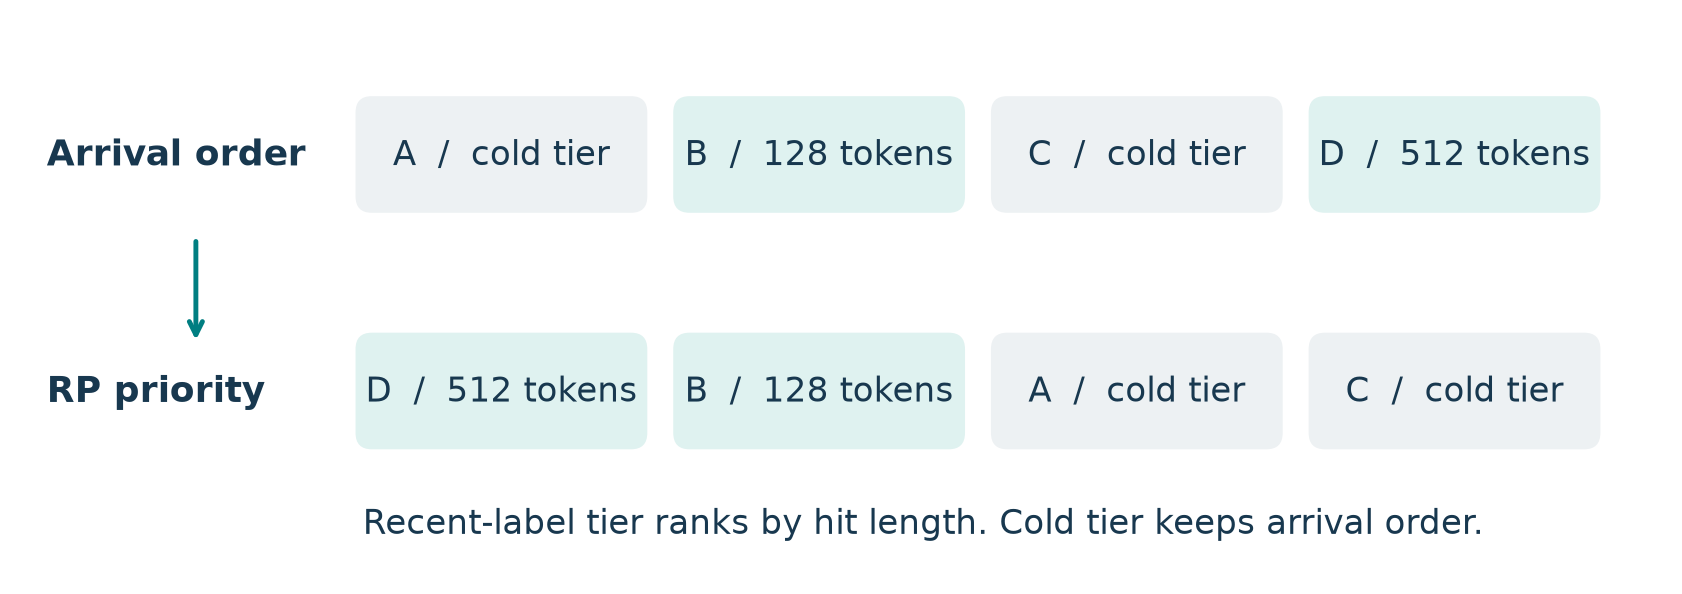 Arrival order
A / cold tier
B / 128 tokens
C / cold tier
D / 512 tokens
RP priority
D / 512 tokens
B / 128 tokens
A / cold tier
C / cold tier
Recent-label tier ranks by hit length. Cold tier keeps arrival order.